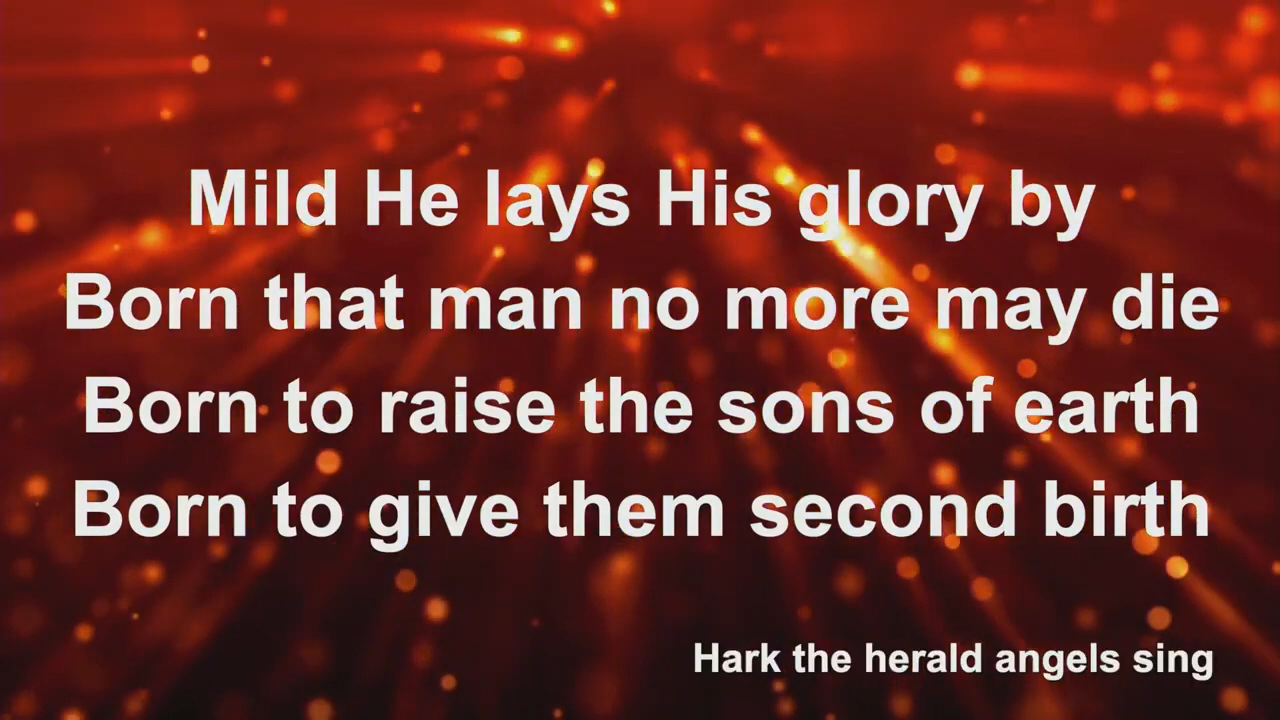 Mild He lays His glory by
Born that man no more may die
Born to raise the sons of earth
Born to give them second birth
Hark the herald angels sing